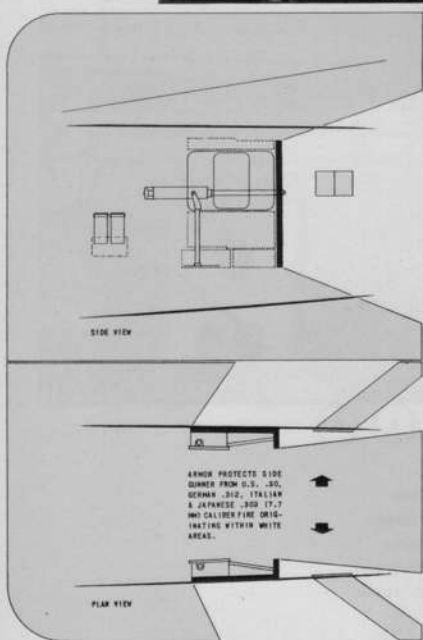 SIDE VIEW
ARMOR PROTECTS SIDE
GUNNER FROM U.S. .30,
GERMAN .312, ITALIAN
& JAPANESE .303 (7.7
MM) CALIBER FIRE ORIG-
INATING WITHIN WHITE
AREAS.
PLAN VIEW